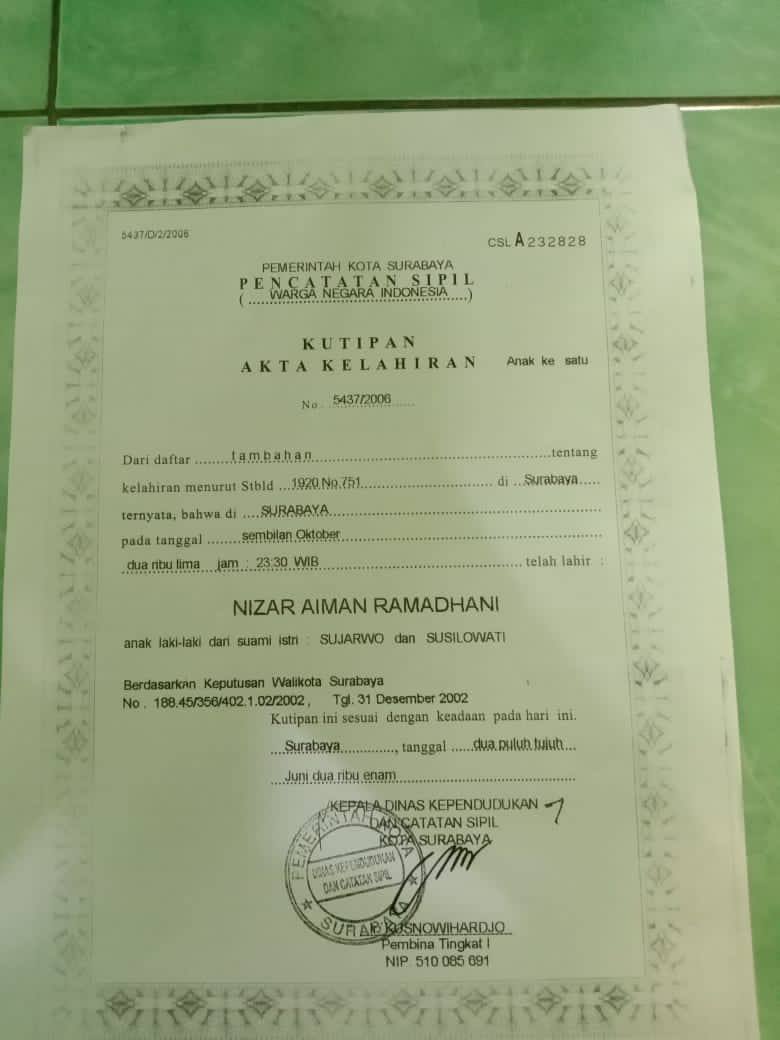 5437/D/2/2006
CSL A 232828
PEMERINTAH KOTA SURABAYA
PENCATATAN SIPIL
( WARGA NEGARA INDONESIA )
KUTIPAN
AKTA KELAHIRAN Anak ke satu
No. 5437/2006
Dari daftar tambahan tentang
kelahiran menurut Stbld 1920 No.751 di Surabaya
ternyata, bahwa di SURABAYA
pada tanggal sembilan Oktober
dua ribu lima jam : 23:30 WIB telah lahir :
NIZAR AIMAN RAMADHANI
anak laki-laki dari suami istri : SUJARWO dan SUSILOWATI
Berdasarkan Keputusan Walikota Surabaya
No . 188.45/356/402.1.02/2002 , Tgl. 31 Desember 2002
Kutipan ini sesuai dengan keadaan pada hari ini.
Surabaya, tanggal dua puluh tujuh
Juni dua ribu enam
KEPALA DINAS KEPENDUDUKAN
DAN CATATAN SIPIL
KOTA SURABAYA
PEMERINTAH KOTA
DINAS KEPENDUDUKAN
DAN CATATAN SIPIL
SURABAYA
KUSNOWIHARDJO
Pembina Tingkat I
NIP 510 085 691